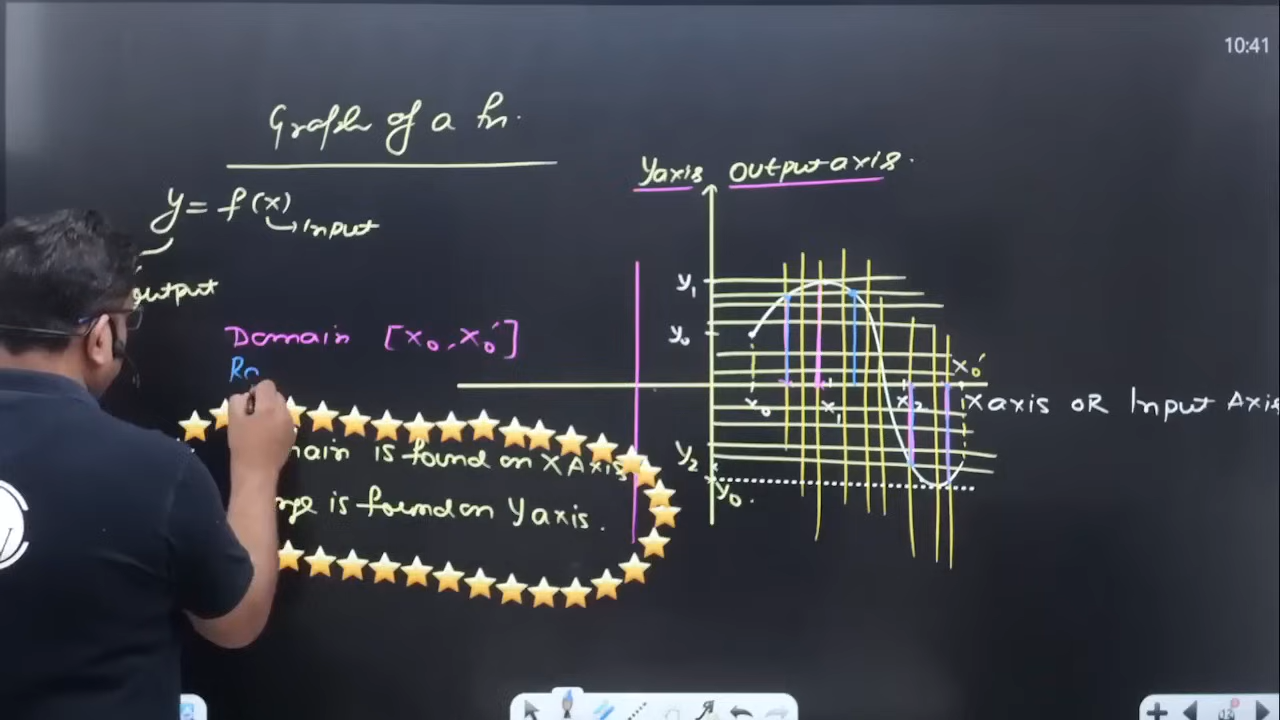 10:41
Graph of a fn.
y = f(x)
Input
output
Domain [x₀, x₀']
Ra
main is found on X Axis
nge is found on Y axis.
Yaxis output axis.
y₁
y₀
x₀'
x₀
x₁
x₂
X axis OR Input Axis
y₂
y₀.